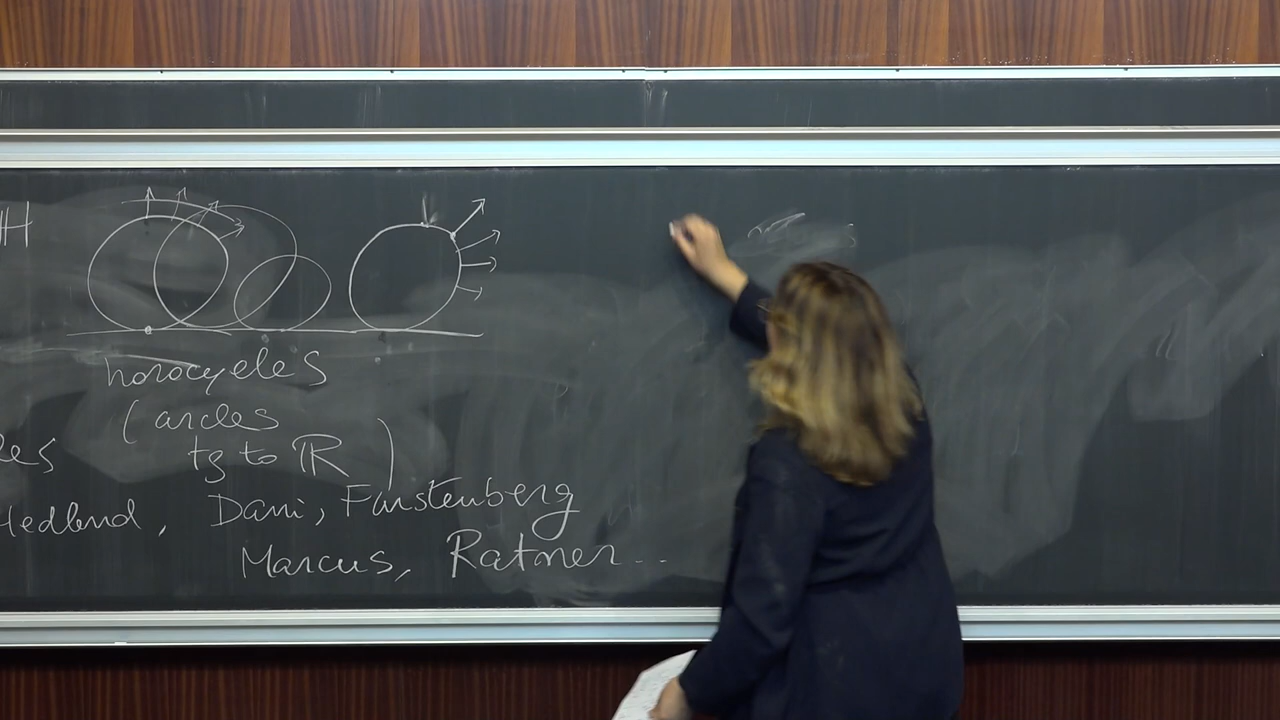 H
horocycles
(circles
tg to R)
les
Hedlund, Dani, Furstenberg
Marcus, Ratner...